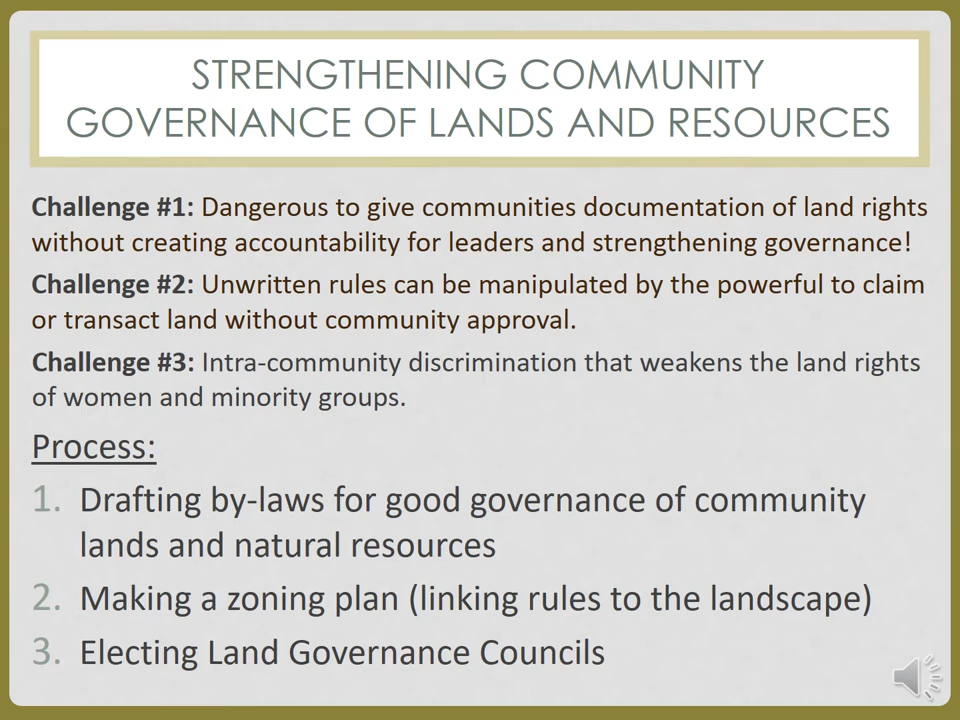 STRENGTHENING COMMUNITY
GOVERNANCE OF LANDS AND RESOURCES
Challenge #1: Dangerous to give communities documentation of land rights
without creating accountability for leaders and strengthening governance!
Challenge #2: Unwritten rules can be manipulated by the powerful to claim
or transact land without community approval.
Challenge #3: Intra-community discrimination that weakens the land rights
of women and minority groups.
Process:
1. Drafting by-laws for good governance of community
lands and natural resources
2. Making a zoning plan (linking rules to the landscape)
3. Electing Land Governance Councils